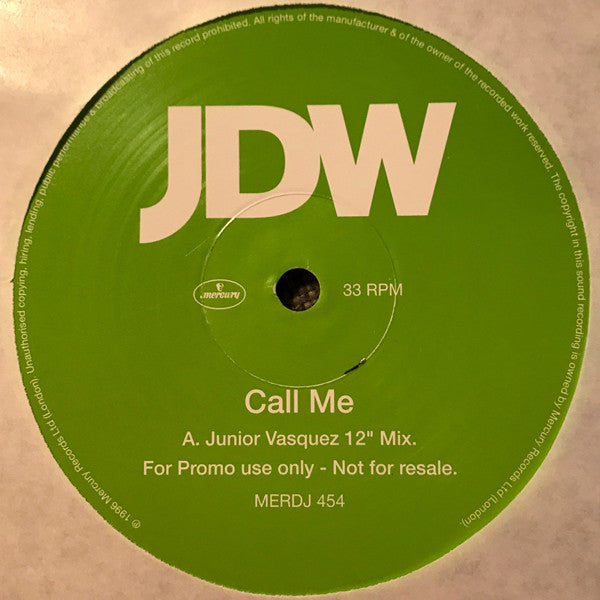 JDW
mercury
33 RPM
Call Me
A. Junior Vasquez 12" Mix.
For Promo use only - Not for resale.
MERDJ 454
℗ 1996 Mercury Records Ltd (London), Unauthorised copying, hiring, lending, public performance & broadcasting of this record prohibited. All rights of the manufacturer & of the owner of the recorded work reserved. The copyright in this sound recording is owned by Mercury Records Ltd (London),